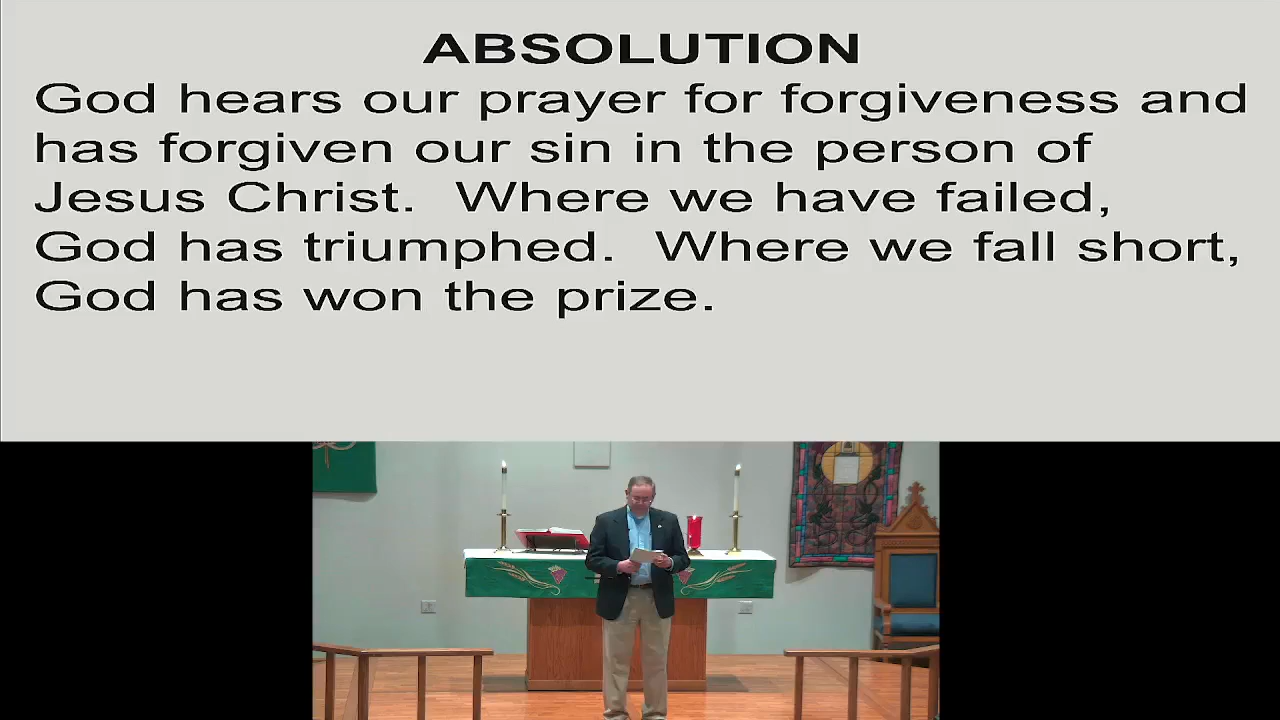 ABSOLUTION
God hears our prayer for forgiveness and
has forgiven our sin in the person of
Jesus Christ.  Where we have failed,
God has triumphed.  Where we fall short,
God has won the prize.